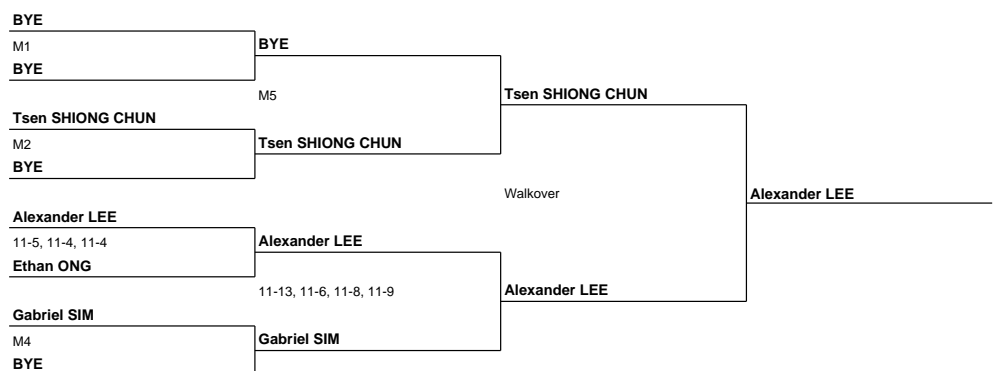 BYE
M1
BYE
BYE
M5
Tsen SHIONG CHUN
Tsen SHIONG CHUN
M2
Tsen SHIONG CHUN
BYE
Walkover
Alexander LEE
Alexander LEE
11-5, 11-4, 11-4
Alexander LEE
Ethan ONG
11-13, 11-6, 11-8, 11-9
Alexander LEE
Gabriel SIM
M4
Gabriel SIM
BYE